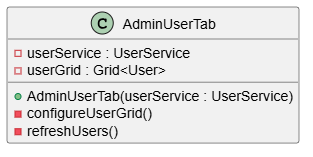 C AdminUserTab
userService : UserService
userGrid : Grid<User>
AdminUserTab(userService : UserService)
configureUserGrid()
refreshUsers()